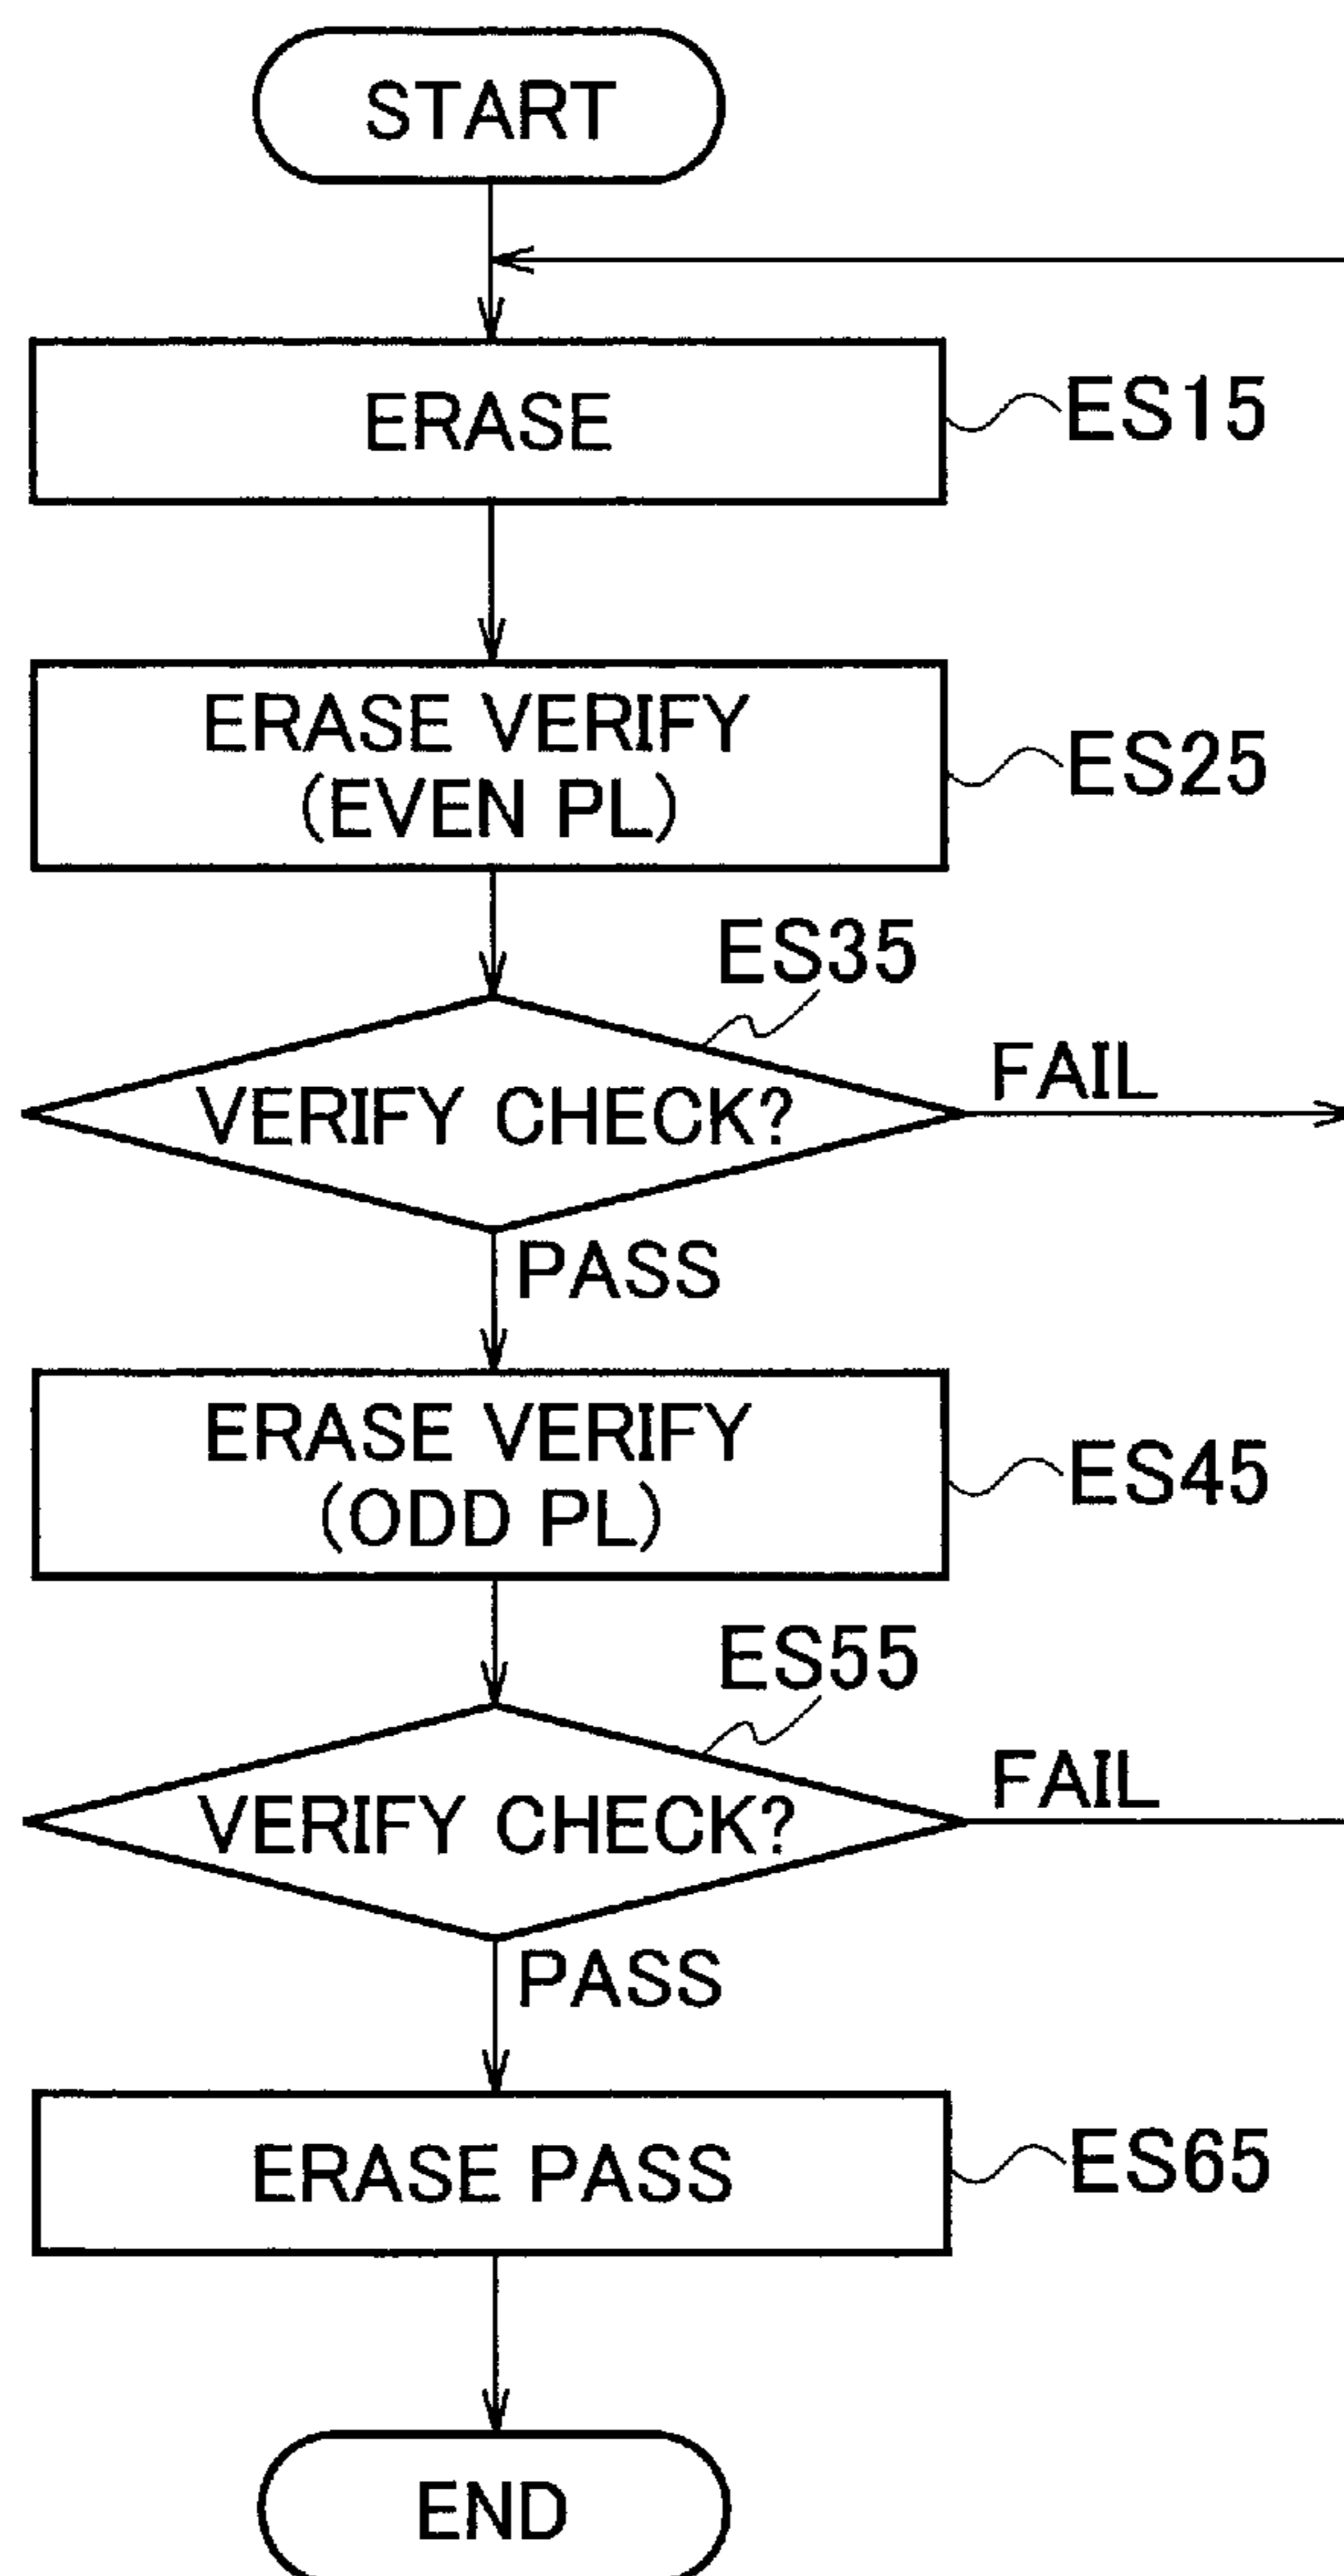 START
ERASE
ES15
ERASE VERIFY
(EVEN PL)
ES25
ES35
VERIFY CHECK?
FAIL
PASS
ERASE VERIFY
(ODD PL)
ES45
ES55
VERIFY CHECK?
FAIL
PASS
ERASE PASS
ES65
END